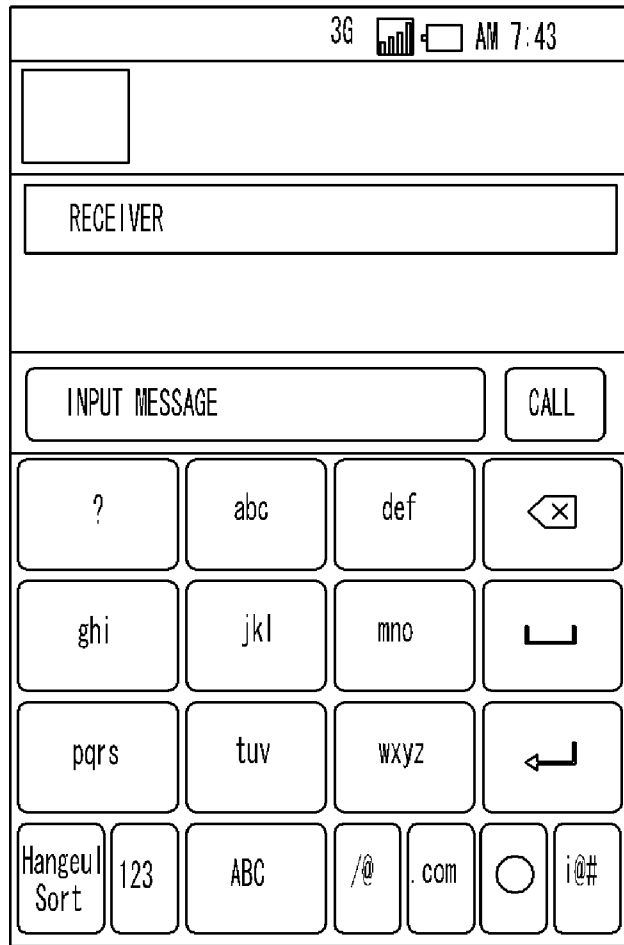 3G AM 7:43
RECEIVER
INPUT MESSAGE CALL
? abc def
ghi jkl mno
pqrs tuv wxyz
Hangeul Sort 123 ABC /@ .com i@#